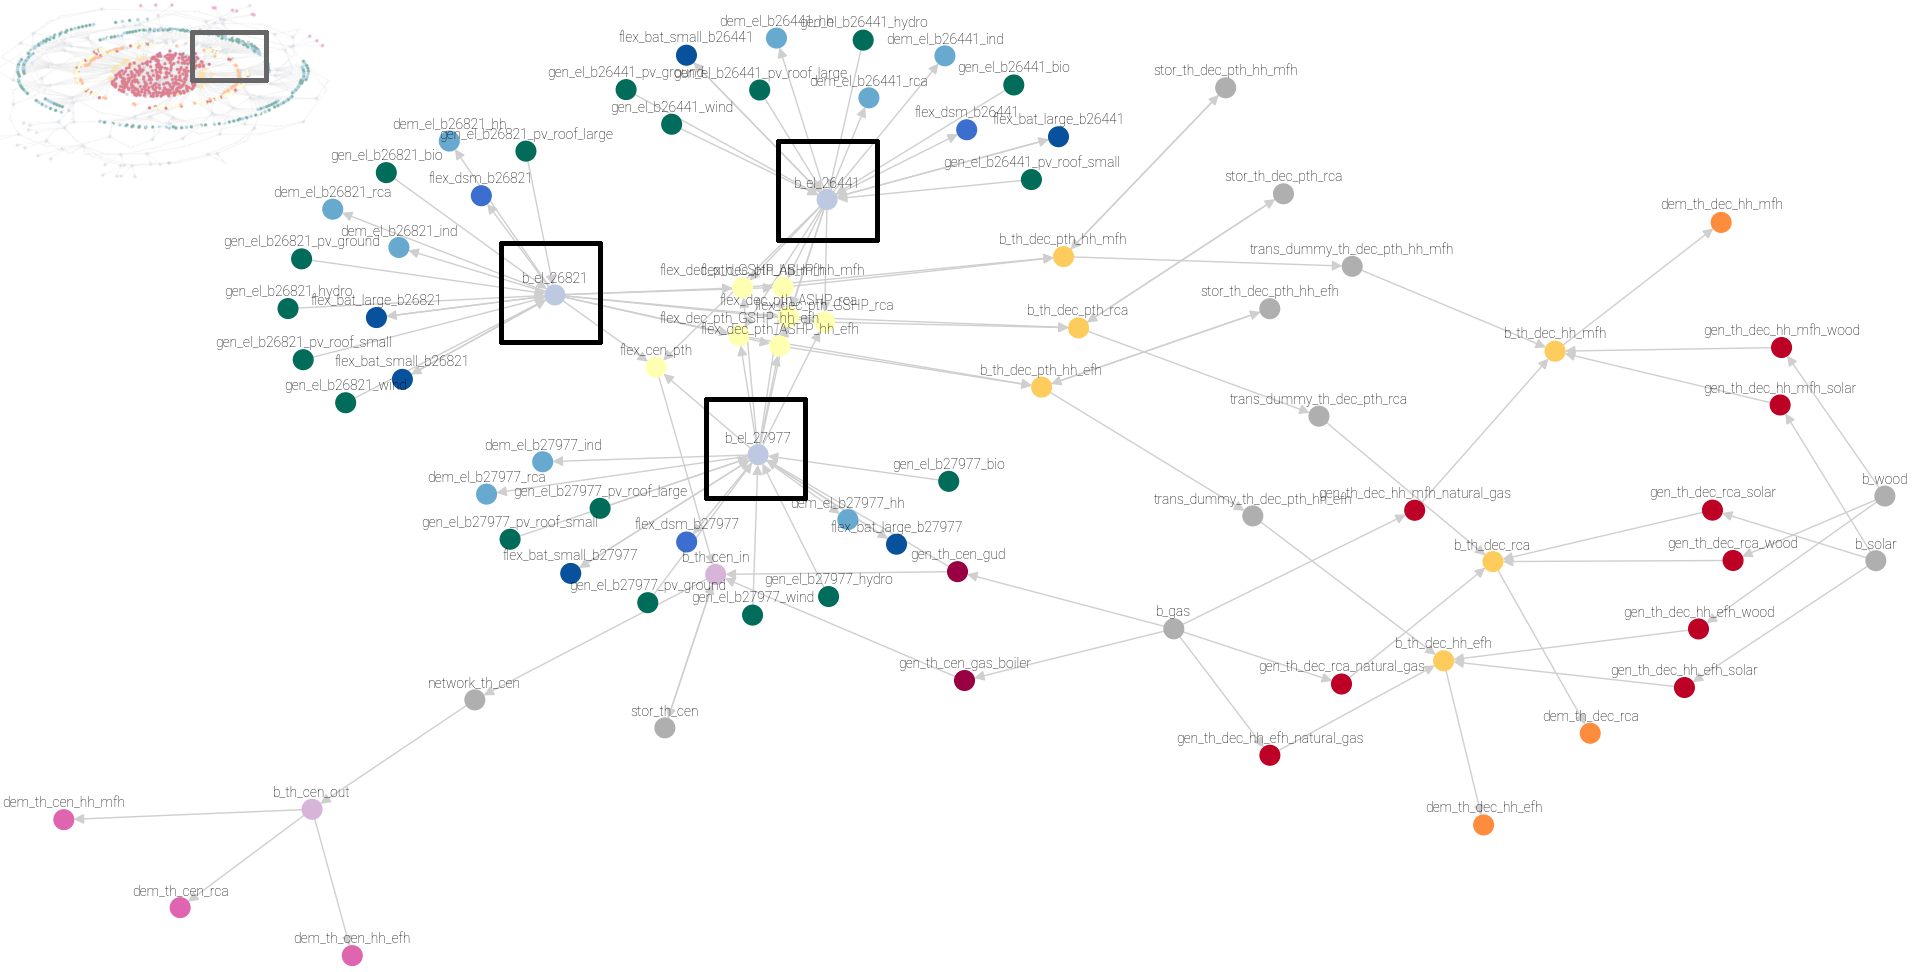 dem_el_b26441_hh
gen_el_b26441_hydro
flex_bat_small_b26441
dem_el_b26441_ind
gen_el_b26441_pv_ground
gen_el_b26441_pv_roof_large
gen_el_b26441_bio
stor_th_dec_pth_hh_mfh
dem_el_b26441_rca
gen_el_b26441_wind
flex_dsm_b26441
flex_bat_large_b26441
dem_el_b26821_hh
gen_el_b26821_pv_roof_large
gen_el_b26821_bio
gen_el_b26441_pv_roof_small
flex_dsm_b26821
b_el_26441
stor_th_dec_pth_rca
dem_el_b26821_rca
dem_th_dec_hh_mfh
dem_el_b26821_ind
gen_el_b26821_pv_ground
b_th_dec_pth_hh_mfh
trans_dummy_th_dec_pth_hh_mfh
flex_dec_pth_GSHP_hh_mfh
flex_dec_pth_ASHP_hh_mfh
b_el_26821
gen_el_b26821_hydro
flex_bat_large_b26821
stor_th_dec_pth_hh_efh
flex_dec_pth_ASHP_rca
flex_dec_pth_GSHP_rca
b_th_dec_pth_rca
flex_dec_pth_GSHP_hh_efh
flex_dec_pth_ASHP_hh_efh
b_th_dec_hh_mfh
gen_th_dec_hh_mfh_wood
gen_el_b26821_pv_roof_small
flex_cen_pth
flex_bat_small_b26821
b_th_dec_pth_hh_efh
gen_el_b26821_wind
gen_th_dec_hh_mfh_solar
trans_dummy_th_dec_pth_rca
b_el_27977
dem_el_b27977_ind
gen_el_b27977_bio
dem_el_b27977_rca
b_wood
gen_el_b27977_pv_roof_large
dem_el_b27977_hh
trans_dummy_th_dec_pth_hh_efh
gen_th_dec_hh_mfh_natural_gas
gen_th_dec_rca_solar
gen_el_b27977_pv_roof_small
flex_dsm_b27977
flex_bat_large_b27977
b_th_dec_rca
gen_th_dec_rca_wood
b_solar
flex_bat_small_b27977
b_th_cen_in
gen_th_cen_gud
gen_el_b27977_pv_ground
gen_el_b27977_hydro
gen_el_b27977_wind
b_gas
gen_th_dec_hh_efh_wood
b_th_dec_hh_efh
gen_th_cen_gas_boiler
gen_th_dec_rca_natural_gas
gen_th_dec_hh_efh_solar
network_th_cen
stor_th_cen
dem_th_dec_rca
gen_th_dec_hh_efh_natural_gas
b_th_cen_out
dem_th_cen_hh_mfh
dem_th_dec_hh_efh
dem_th_cen_rca
dem_th_cen_hh_efh